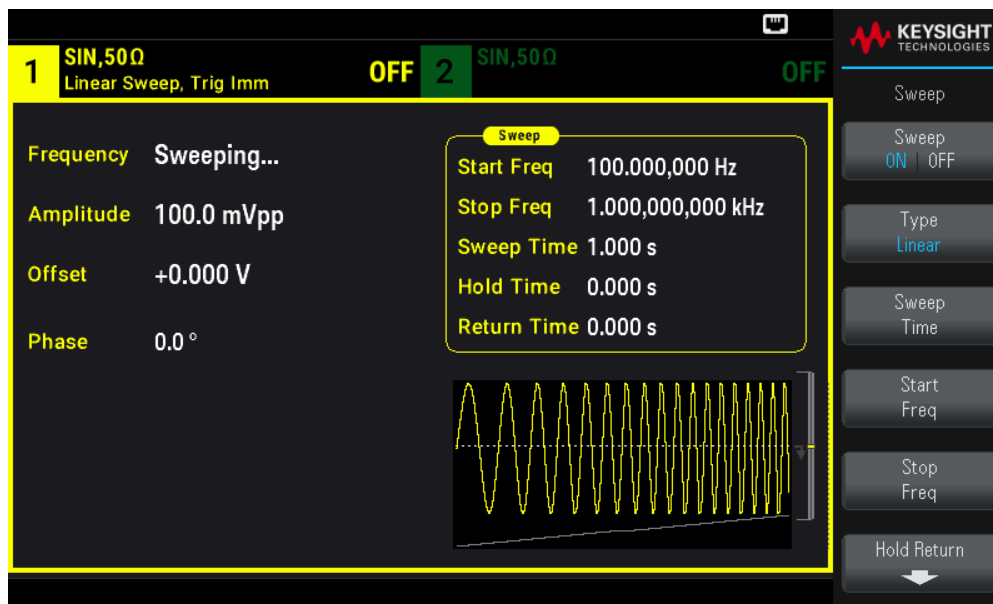 1
SIN,50Ω
Linear Sweep, Trig Imm
OFF
2
SIN,50Ω
OFF
Frequency Sweeping...
Amplitude 100.0 mVpp
Offset +0.000 V
Phase 0.0 °
Sweep
Start Freq 100.000,000 Hz
Stop Freq 1.000,000,000 kHz
Sweep Time 1.000 s
Hold Time 0.000 s
Return Time 0.000 s
KEYSIGHT
TECHNOLOGIES
Sweep
Sweep
ON | OFF
Type
Linear
Sweep
Time
Start
Freq
Stop
Freq
Hold Return